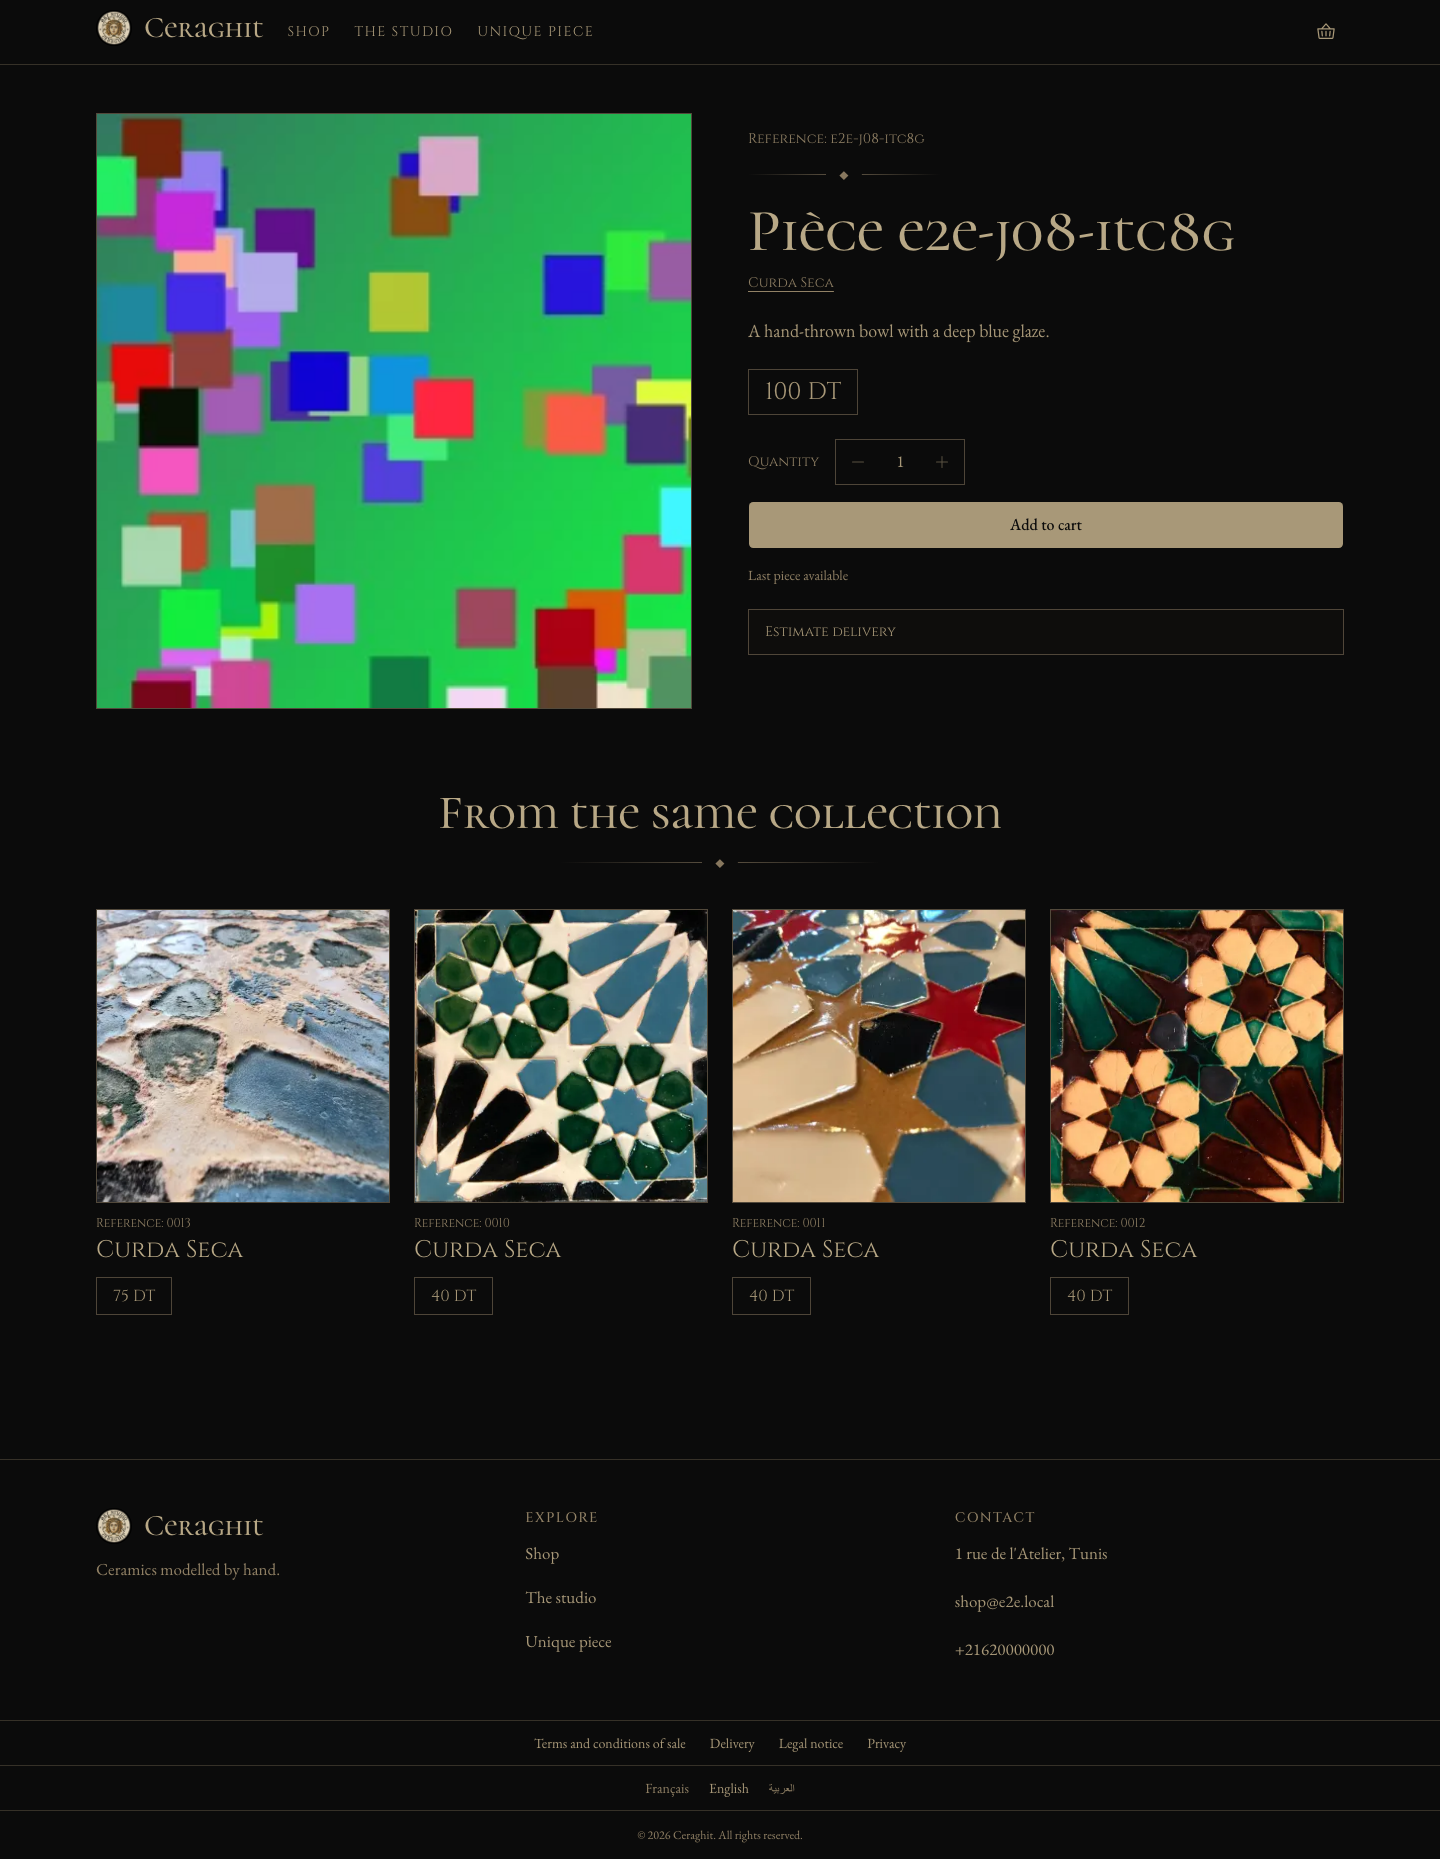 Ceraghit
SHOP
THE STUDIO
UNIQUE PIECE
Reference: e2e-j08-itc8g
Pièce e2e-j08-itc8g
Curda Seca
A hand-thrown bowl with a deep blue glaze.
100 DT
Quantity
1
Add to cart
Last piece available
Estimate delivery
From the same collection
Reference: 0013
Curda Seca
75 DT
Reference: 0010
Curda Seca
40 DT
Reference: 0011
Curda Seca
40 DT
Reference: 0012
Curda Seca
40 DT
Ceraghit
Ceramics modelled by hand.
EXPLORE
Shop
The studio
Unique piece
CONTACT
1 rue de l'Atelier, Tunis
shop@e2e.local
+21620000000
Terms and conditions of sale
Delivery
Legal notice
Privacy
Français
English
العربية
© 2026 Ceraghit. All rights reserved.